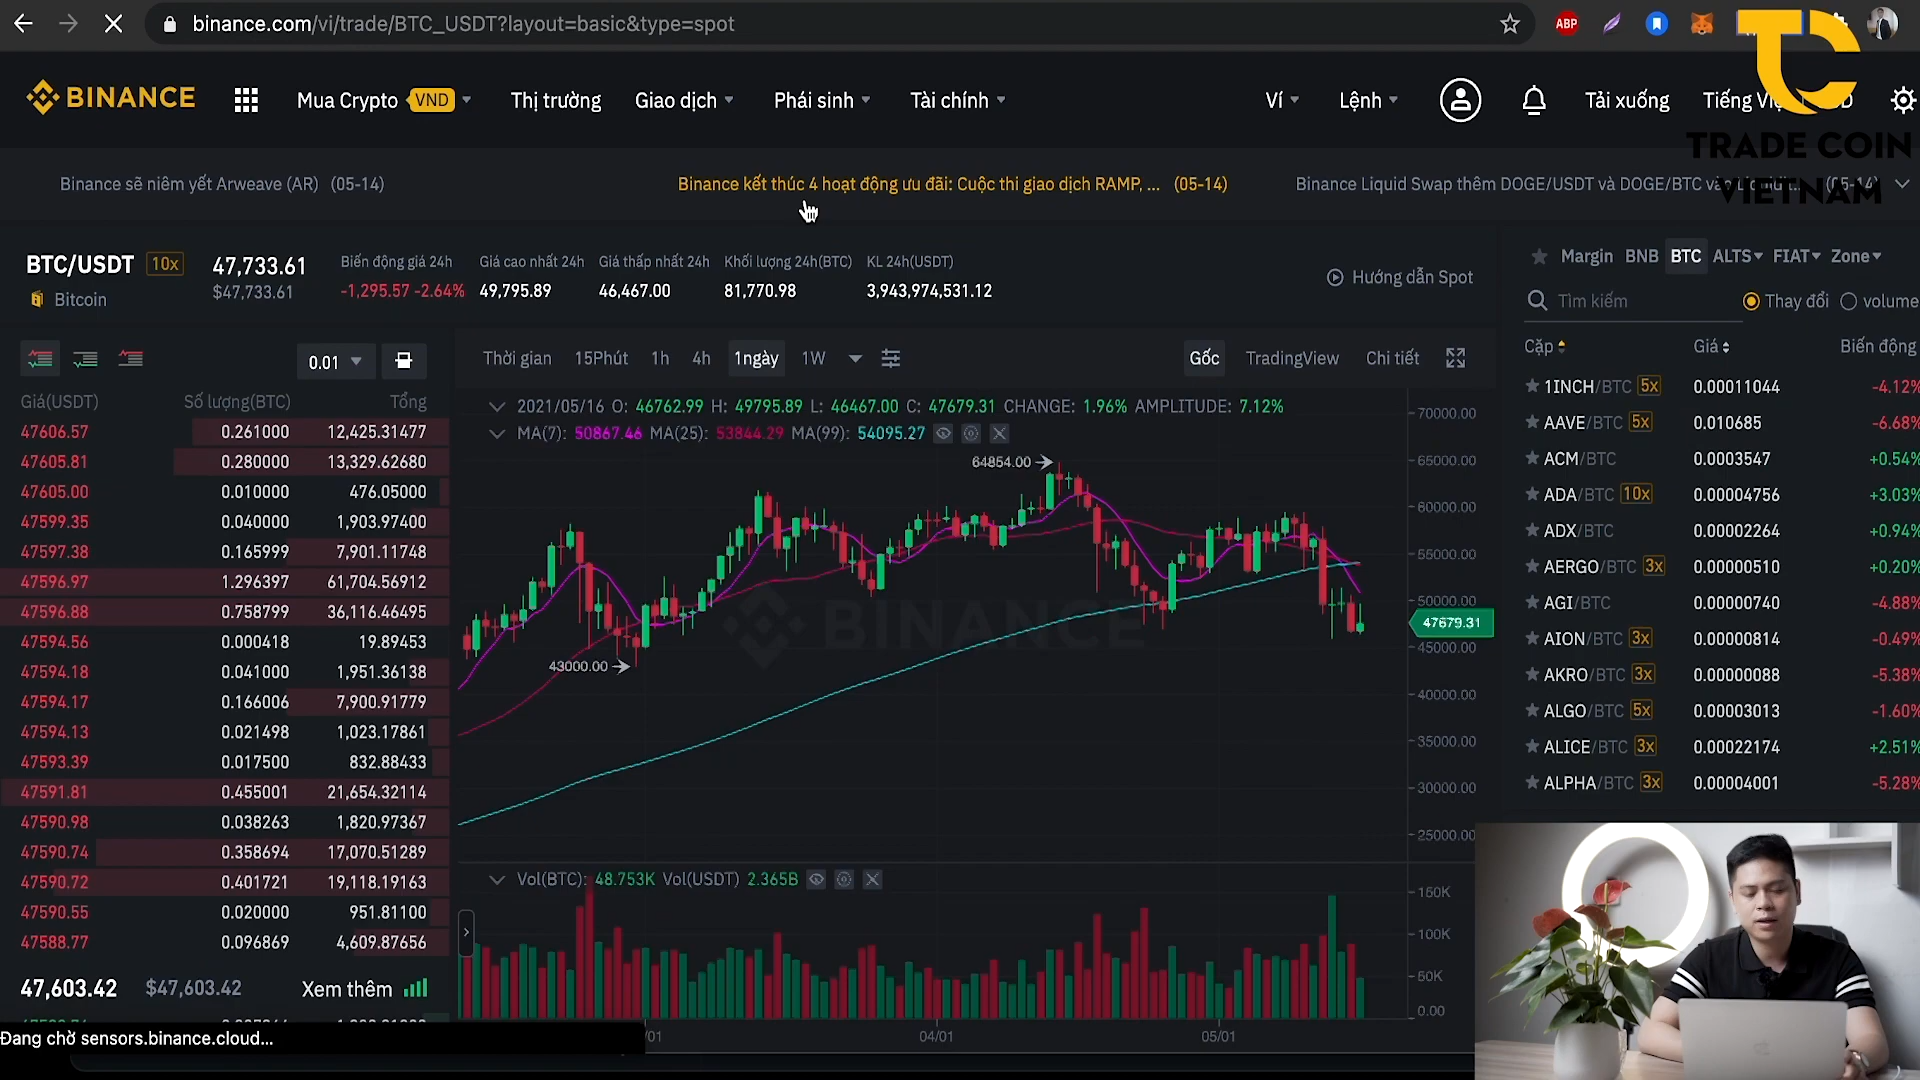 binance.com/vi/trade/BTC_USDT?layout=basic&type=spot
ABP
BINANCE
Mua Crypto VND
Thị trường
Giao dịch
Phái sinh
Tài chính
Ví
Lệnh
Tải xuống
TRADE COIN
VIETNAM
Binance sẽ niêm yết Arweave (AR) (05-14)
Binance kết thúc 4 hoạt động ưu đãi: Cuộc thi giao dịch RAMP, ... (05-14)
Binance Liquid Swap thêm DOGE/USDT và DOGE/BTC
BTC/USDT 10x
Bitcoin
47,733.61
$47,733.61
Biến động giá 24h
-1,295.57 -2.64%
Giá cao nhất 24h
49,795.89
Giá thấp nhất 24h
46,467.00
Khối lượng 24h(BTC)
81,770.98
KL 24h(USDT)
3,943,974,531.12
Hướng dẫn Spot
0.01
Giá(USDT) Số lượng(BTC) Tổng
47606.57 0.261000 12,425.31477
47605.81 0.280000 13,329.62680
47605.00 0.010000 476.05000
47599.35 0.040000 1,903.97400
47597.38 0.165999 7,901.11748
47596.97 1.296397 61,704.56912
47596.88 0.758799 36,116.46495
47594.56 0.000418 19.89453
47594.18 0.041000 1,951.36138
47594.17 0.166006 7,900.91779
47594.13 0.021498 1,023.17861
47593.39 0.017500 832.88433
47591.81 0.455001 21,654.32114
47590.98 0.038263 1,820.97367
47590.74 0.358694 17,070.51289
47590.72 0.401721 19,118.19163
47590.55 0.020000 951.81100
47588.77 0.096869 4,609.87656
47,603.42 $47,603.42 Xem thêm
Đang chờ sensors.binance.cloud...
Thời gian 15Phút 1h 4h 1ngày 1W
Gốc TradingView Chi tiết
2021/05/16 O: 46762.99 H: 49795.89 L: 46467.00 C: 47679.31 CHANGE: 1.96% AMPLITUDE: 7.12%
MA(7): 50867.46 MA(25): 53844.29 MA(99): 54095.27
64854.00
43000.00
BINANCE
70000.00
65000.00
60000.00
55000.00
50000.00
47679.31
45000.00
40000.00
35000.00
30000.00
25000.00
Vol(BTC): 48.753K Vol(USDT) 2.365B
150K
100K
50K
0.00
/01 04/01 05/01
Margin BNB BTC ALTS FIAT Zone
Tìm kiếm
Thay đổi
volume
Cặp Giá Biến động
1INCH/BTC 5x 0.00011044 -4.12%
AAVE/BTC 5x 0.010685 -6.68%
ACM/BTC 0.0003547 +0.54%
ADA/BTC 10x 0.00004756 +3.03%
ADX/BTC 0.00002264 +0.94%
AERGO/BTC 3x 0.00000510 +0.20%
AGI/BTC 0.00000740 -4.88%
AION/BTC 3x 0.00000814 -0.49%
AKRO/BTC 3x 0.00000088 -5.38%
ALGO/BTC 5x 0.00003013 -1.60%
ALICE/BTC 3x 0.00022174 +2.51%
ALPHA/BTC 3x 0.00004001 -5.28%